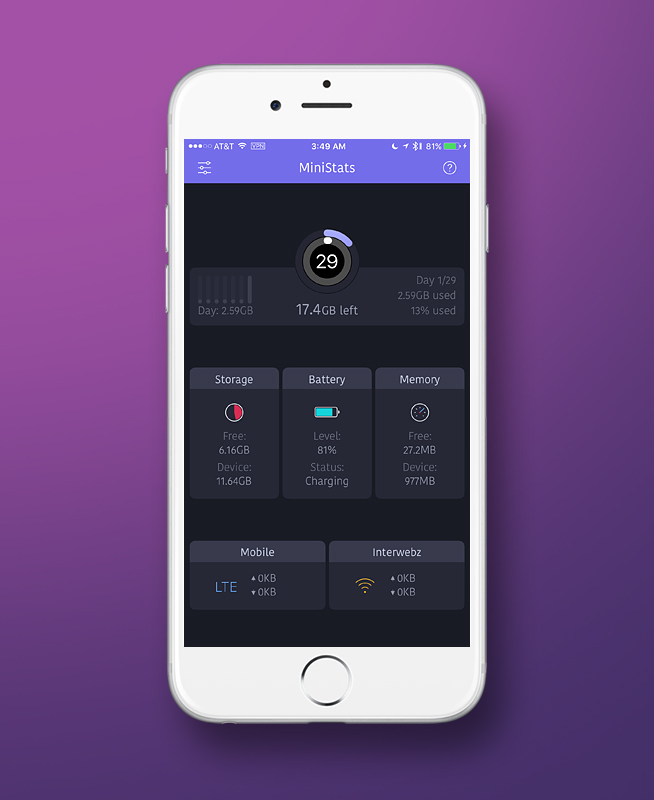 AT&T VPN 3:49 AM 81%
MiniStats
29
Day 1/29
2.59GB used
Day: 2.59GB 17.4GB left 13% used
Storage Battery Memory
Free: Level: Free:
6.16GB 81% 27.2MB
Device: Status: Device:
11.64GB Charging 977MB
Mobile Interwebz
LTE 0KB 0KB
0KB 0KB